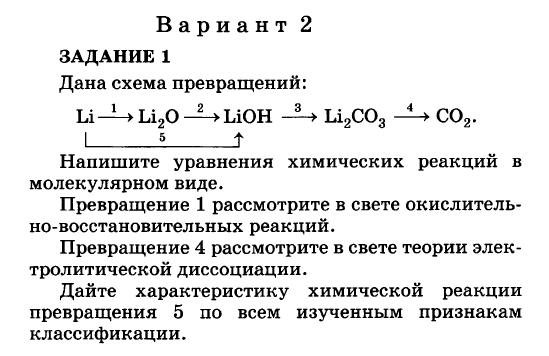 Вариант 2
ЗАДАНИЕ 1
Дана схема превращений:
Li —1→ Li₂O —2→ LiOH —3→ Li₂CO₃ —4→ CO₂.
5
Напишите уравнения химических реакций в
молекулярном виде.
Превращение 1 рассмотрите в свете окислитель-
но-восстановительных реакций.
Превращение 4 рассмотрите в свете теории элек-
тролитической диссоциации.
Дайте характеристику химической реакции
превращения 5 по всем изученным признакам
классификации.